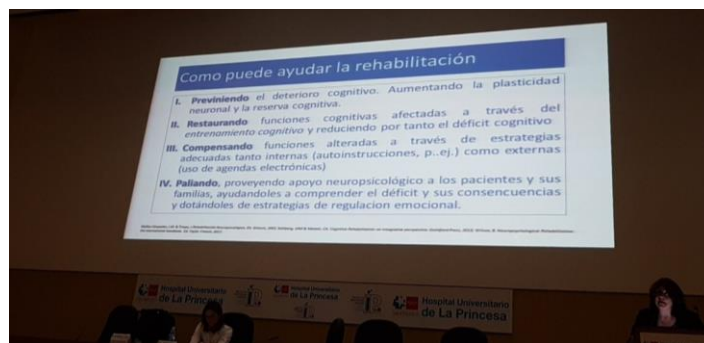 Como puede ayudar la rehabilitación
I. Previniendo el deterioro cognitivo. Aumentando la plasticidad
neuronal y la reserva cognitiva.
II. Restaurando funciones cognitivas afectadas a través del
entrenamiento cognitivo y reduciendo por tanto el déficit cognitivo
III. Compensando funciones alteradas a través de estrategias
adecuadas tanto internas (autoinstrucciones, p..ej.) como externas
(uso de agendas electrónicas)
IV. Paliando, proveyendo apoyo neuropsicológico a los pacientes y sus
familias, ayudandoles a comprender el déficit y sus consencuencias
y dotándoles de estrategias de regulacion emocional.
Hospital Universitario
de La Princesa
Hospital Universitario
de La Princesa
Hospital Universitario
de La Princesa